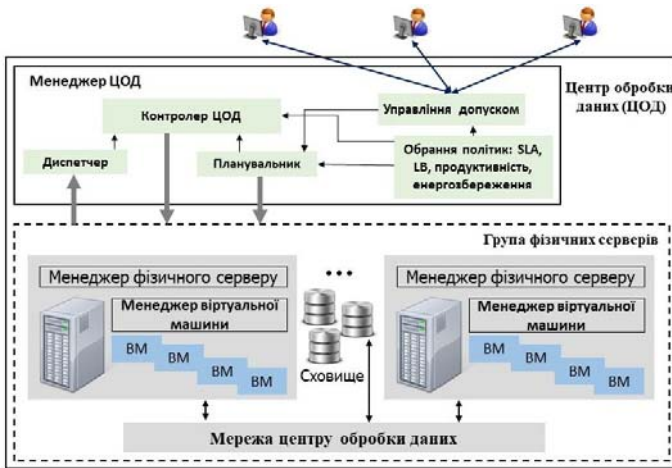 Менеджер ЦОД
Центр обробки
даних (ЦОД)
Контролер ЦОД
Управління допуском
Диспетчер
Планувальник
Обрання політик: SLA,
LB, продуктивність,
енергозбереження
Група фізичних серверів
Менеджер фізичного серверу
Менеджер віртуальної
машини
ВМ
ВМ
ВМ
ВМ
...
Сховище
Менеджер фізичного серверу
Менеджер віртуальної
машини
ВМ
ВМ
ВМ
ВМ
Мережа центру обробки даних